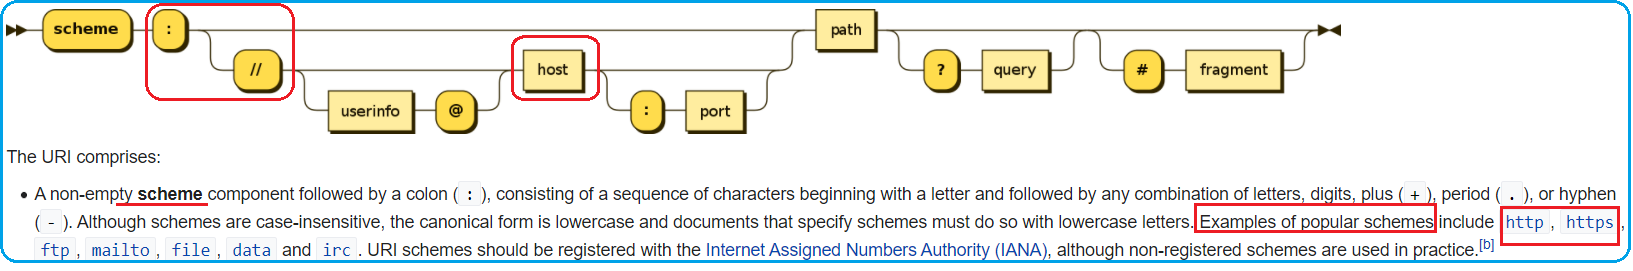 scheme : path
// host ? query # fragment
userinfo @ : port
The URI comprises:
• A non-empty scheme component followed by a colon ( : ), consisting of a sequence of characters beginning with a letter and followed by any combination of letters, digits, plus ( + ), period ( . ), or hyphen
( - ). Although schemes are case-insensitive, the canonical form is lowercase and documents that specify schemes must do so with lowercase letters. Examples of popular schemes include http , https ,
ftp , mailto , file , data and irc . URI schemes should be registered with the Internet Assigned Numbers Authority (IANA), although non-registered schemes are used in practice.[b]